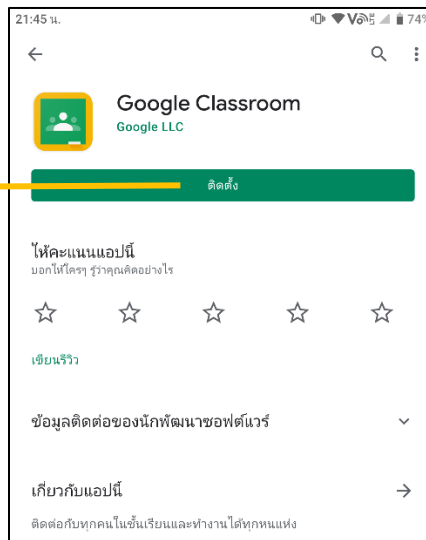 21:45 น.
74%
Google Classroom
Google LLC
ติดตั้ง
ให้คะแนนแอปนี้
บอกให้ใครๆ รู้ว่าคุณคิดอย่างไร
เขียนรีวิว
ข้อมูลติดต่อของนักพัฒนาซอฟต์แวร์
เกี่ยวกับแอปนี้
ติดต่อกับทุกคนในชั้นเรียนและทำงานได้ทุกหนแห่ง